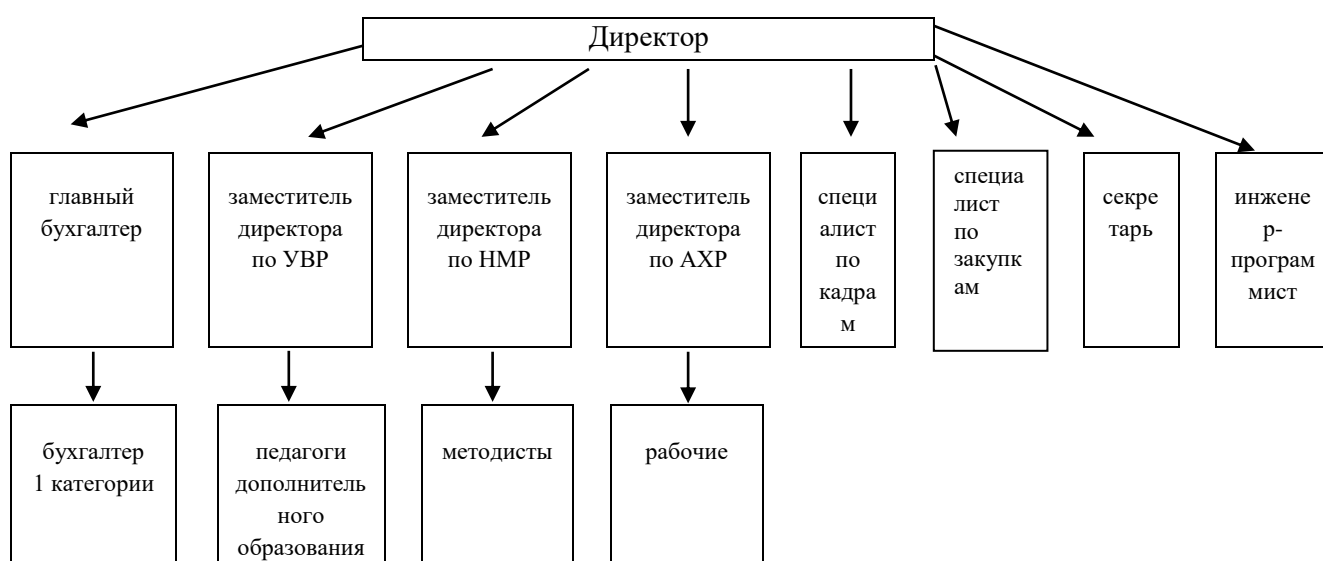 Директор
главный
бухгалтер
заместитель
директора
по УВР
заместитель
директора
по НМР
заместитель
директора
по АХР
специ
алист
по
кадра
м
специа
лист
по
закупк
ам
секре
тарь
инжене
р-
програм
мист
бухгалтер
1 категории
педагоги
дополнитель
ного
образования
методисты
рабочие